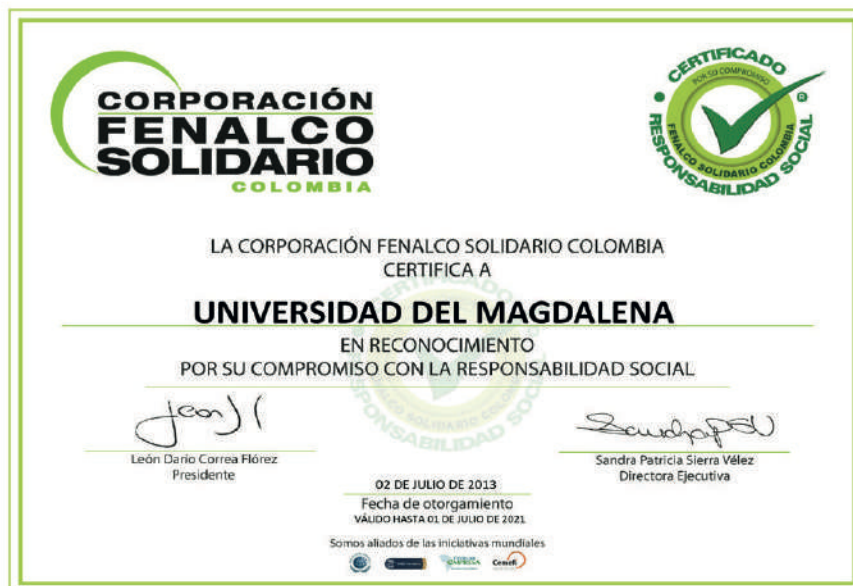 CORPORACIÓN
FENALCO
SOLIDARIO
COLOMBIA
CERTIFICADO
POR SU COMPROMISO
FENALCO SOLIDARIO COLOMBIA
RESPONSABILIDAD SOCIAL
®
LA CORPORACIÓN FENALCO SOLIDARIO COLOMBIA
CERTIFICA A
UNIVERSIDAD DEL MAGDALENA
EN RECONOCIMIENTO
POR SU COMPROMISO CON LA RESPONSABILIDAD SOCIAL
León Dario Correa Flórez
Presidente
Sandra Patricia Sierra Vélez
Directora Ejecutiva
02 DE JULIO DE 2013
Fecha de otorgamiento
VÁLIDO HASTA 01 DE JULIO DE 2021
Somos aliados de las iniciativas mundiales
EMPRESA
Cemefi